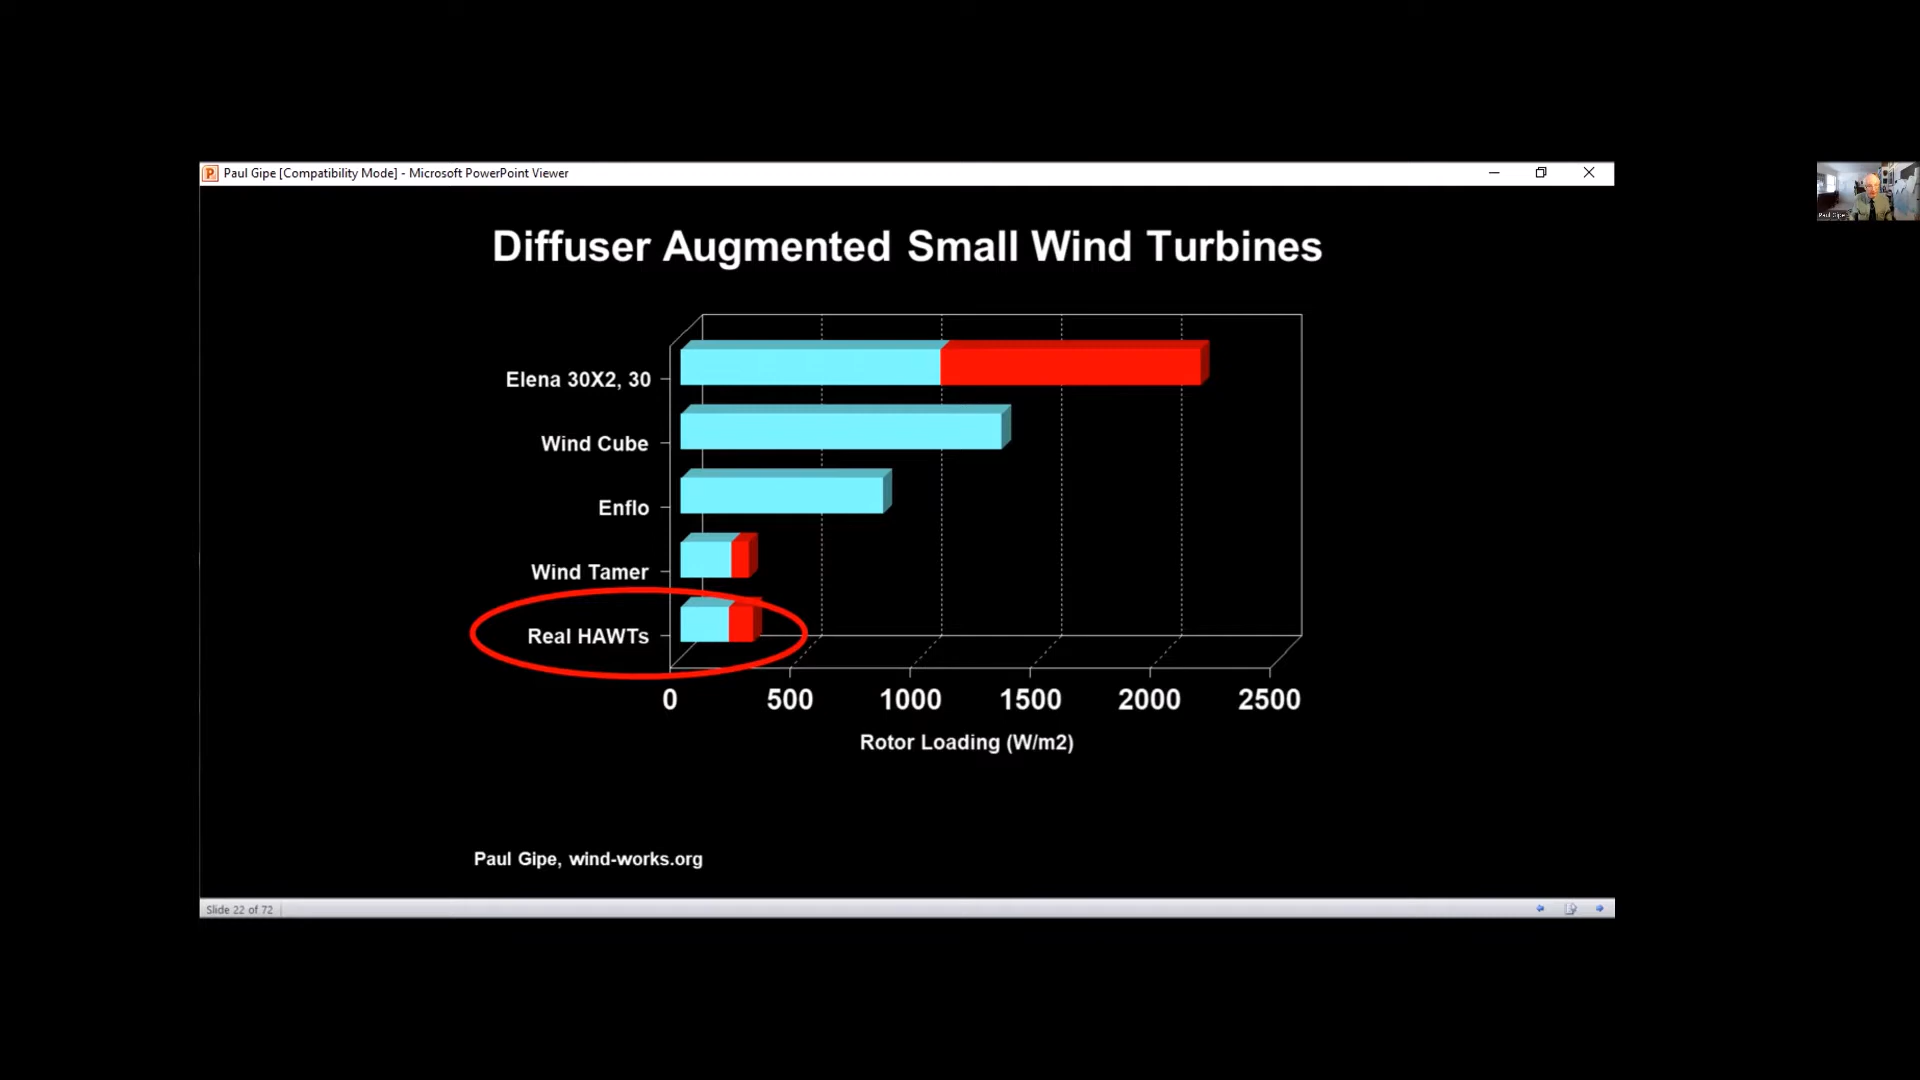 Paul Gipe [Compatibility Mode] - Microsoft PowerPoint Viewer
Diffuser Augmented Small Wind Turbines
Elena 30X2, 30
Wind Cube
Enflo
Wind Tamer
Real HAWTs
0 500 1000 1500 2000 2500
Rotor Loading (W/m2)
Paul Gipe, wind-works.org
Slide 22 of 72
Paul Gipe